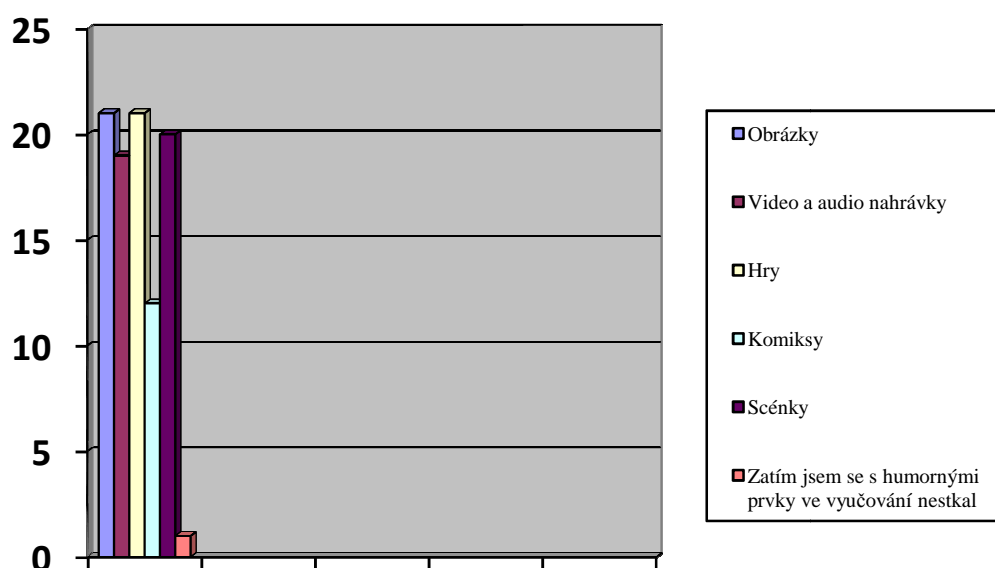 25
20
15
10
5
0
Obrázky
Video a audio nahrávky
Hry
Komiksy
Scénky
Zatím jsem se s humornými
prvky ve vyučování nestkal